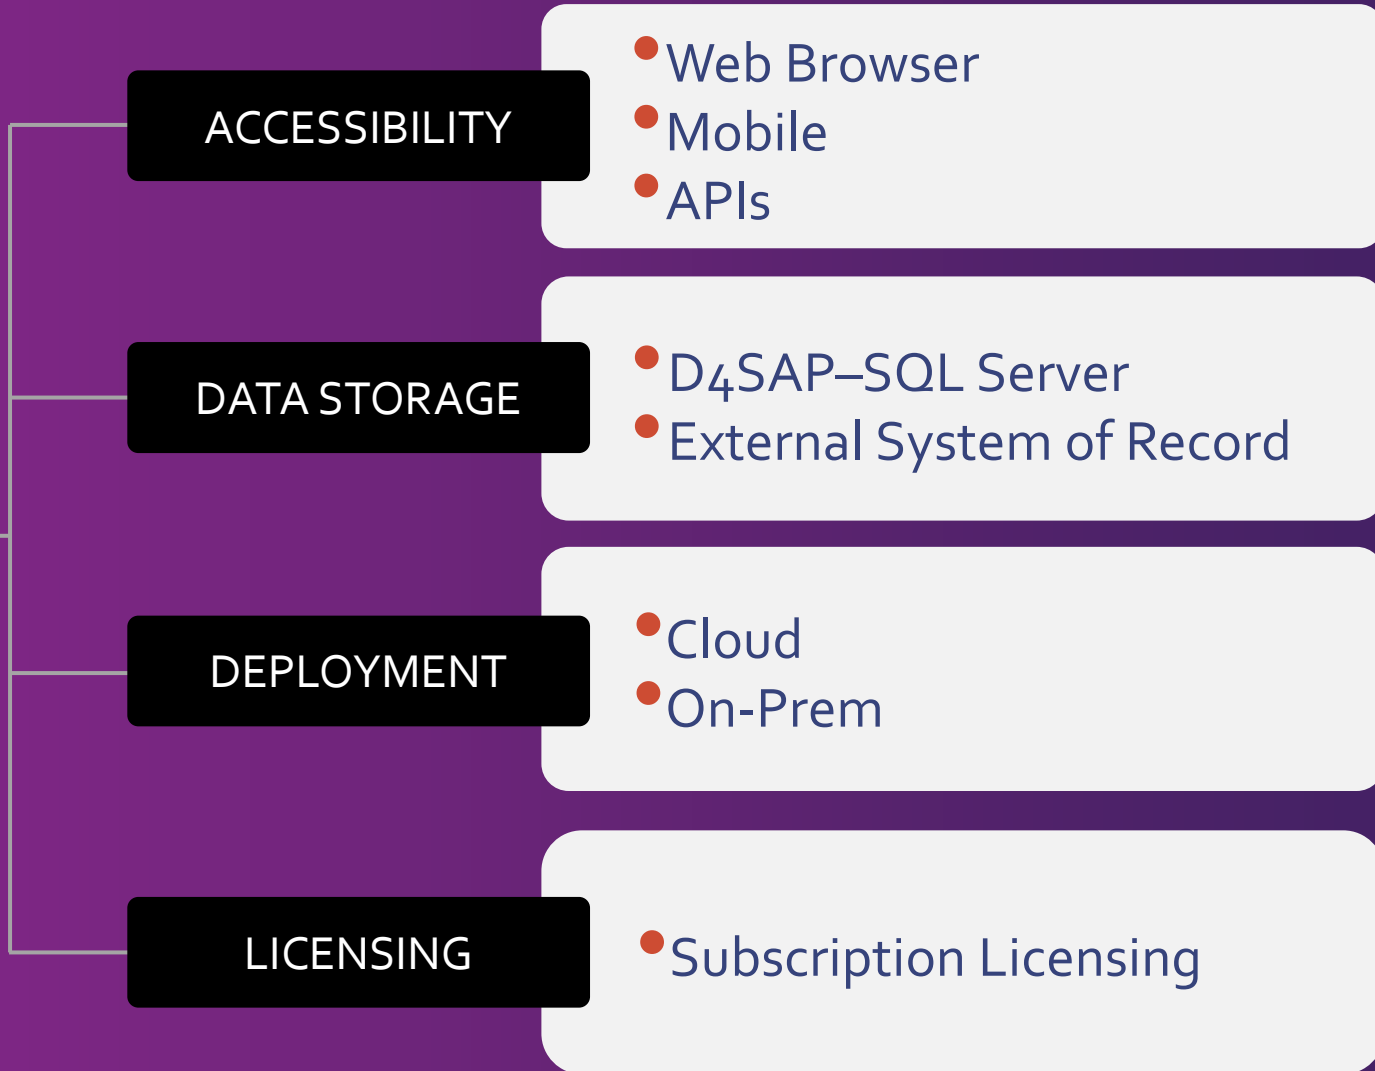 ACCESSIBILITY
•Web Browser
•Mobile
•APIs
DATA STORAGE
•D4SAP–SQL Server
•External System of Record
DEPLOYMENT
•Cloud
•On-Prem
LICENSING
•Subscription Licensing